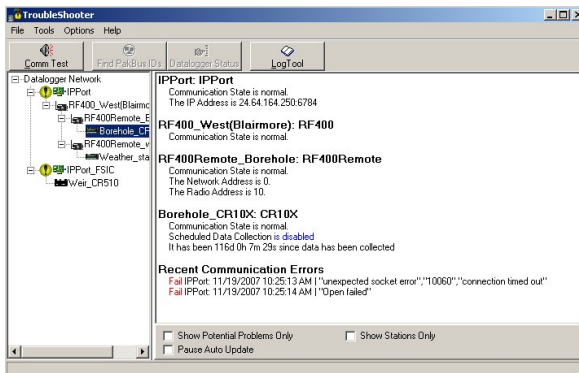 TroubleShooter
File Tools Options Help
Comm Test
Find PakBus IDs
Datalogger Status
LogTool
Datalogger Network
IPPort
RF400_West(Blairmo
RF400Remote_E
Borehole_CF
RF400Remote_v
Weather_sta
IPPort_FSIC
Weir_CR510
IPPort: IPPort
Communication State is normal.
The IP Address is 24.64.164.250:6784
RF400_West(Blairmore): RF400
Communication State is normal.
RF400Remote_Borehole: RF400Remote
Communication State is normal.
The Network Address is 0.
The Radio Address is 10.
Borehole_CR10X: CR10X
Communication State is normal.
Scheduled Data Collection is disabled
It has been 116d 0h 7m 29s since data has been collected
Recent Communication Errors
Fail IPPort: 11/19/2007 10:25:13 AM | "unexpected socket error","10060","connection timed out"
Fail IPPort: 11/19/2007 10:25:14 AM | "Open failed"
Show Potential Problems Only
Show Stations Only
Pause Auto Update